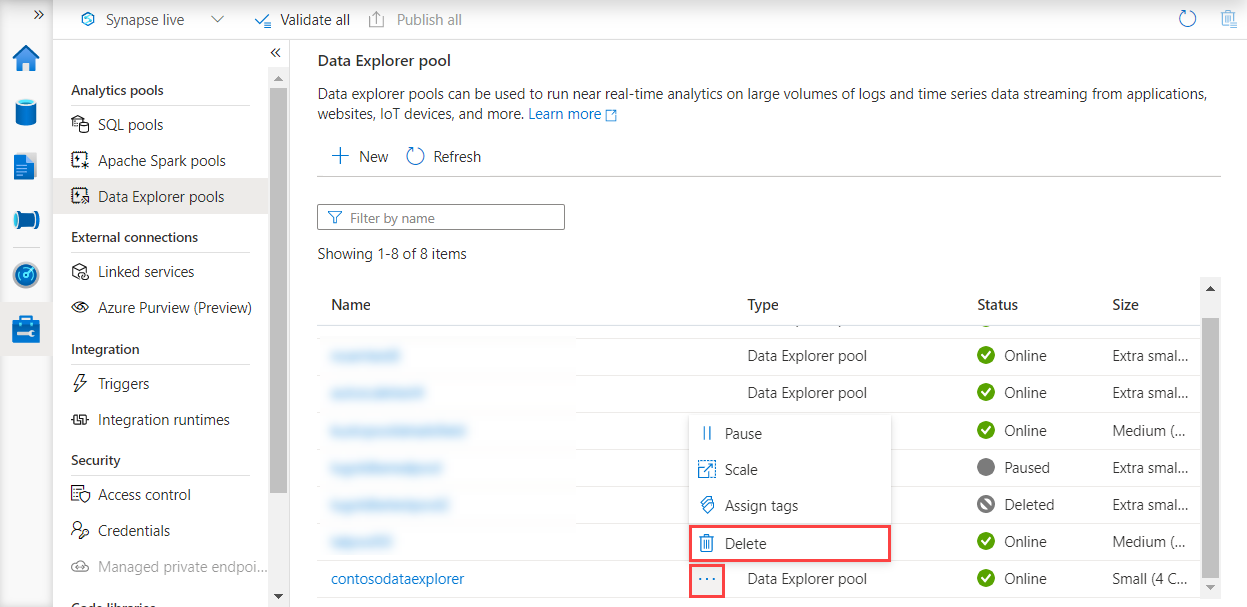 Synapse live
Validate all
Publish all
Analytics pools
SQL pools
Apache Spark pools
Data Explorer pools
External connections
Linked services
Azure Purview (Preview)
Integration
Triggers
Integration runtimes
Security
Access control
Credentials
Managed private endpoi...
Code libraries
Data Explorer pool
Data explorer pools can be used to run near real-time analytics on large volumes of logs and time series data streaming from applications,
websites, IoT devices, and more. Learn more
New Refresh
Filter by name
Showing 1-8 of 8 items
Name Type Status Size
Data Explorer pool Online Extra smal...
Data Explorer pool Online Extra smal...
Online Medium (...
Paused Extra smal...
Deleted Extra smal...
Online Medium (...
Pause
Scale
Assign tags
Delete
contosodataexplorer ... Data Explorer pool Online Small (4 C...